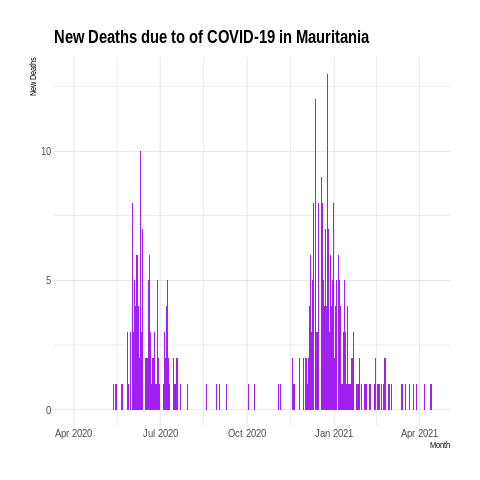 New Deaths due to of COVID-19 in Mauritania
New Deaths
10
5
0
Apr 2020 Jul 2020 Oct 2020 Jan 2021 Apr 2021
Month